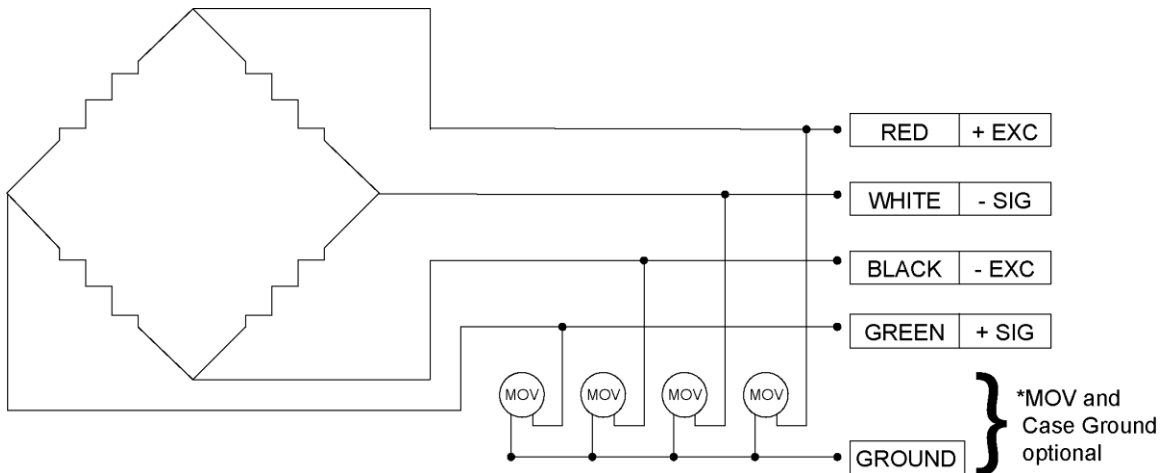 RED + EXC
WHITE - SIG
BLACK - EXC
GREEN + SIG
MOV MOV MOV MOV
*MOV and
Case Ground
optional
GROUND